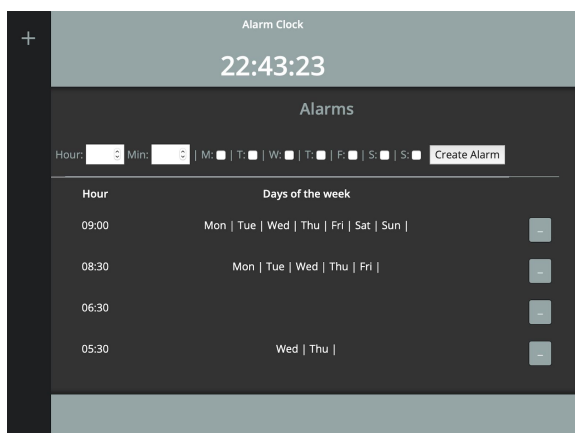 Alarm Clock
+
22:43:23
Alarms
Hour: Min: | M: | T: | W: | T: | F: | S: | S: Create Alarm
Hour Days of the week
09:00 Mon | Tue | Wed | Thu | Fri | Sat | Sun | _
08:30 Mon | Tue | Wed | Thu | Fri | _
06:30 _
05:30 Wed | Thu | _